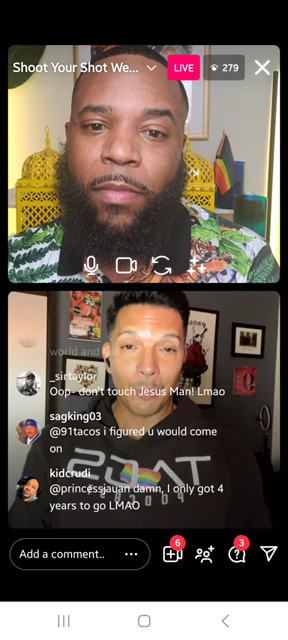 Shoot Your Shot We...
LIVE
279
world and
_sirtaylor
Oop- don't touch Jesus Man! Lmao
sagking03
@91tacos i figured u would come
on
kidcrudi
@princessjauan damn, I only got 4
years to go LMAO
Add a comment..
6
3